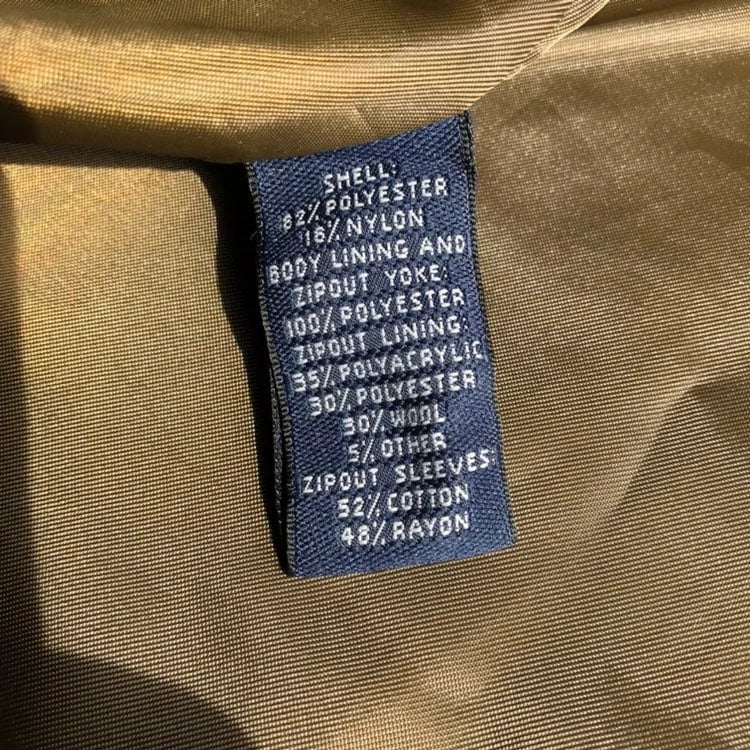 SHELL:
82% POLYESTER
18% NYLON
BODY LINING AND
ZIPOUT YOKE:
100% POLYESTER
ZIPOUT LINING:
35% POLYACRYLIC
30% POLYESTER
30% WOOL
5% OTHER
ZIPOUT SLEEVES:
52% COTTON
48% RAYON